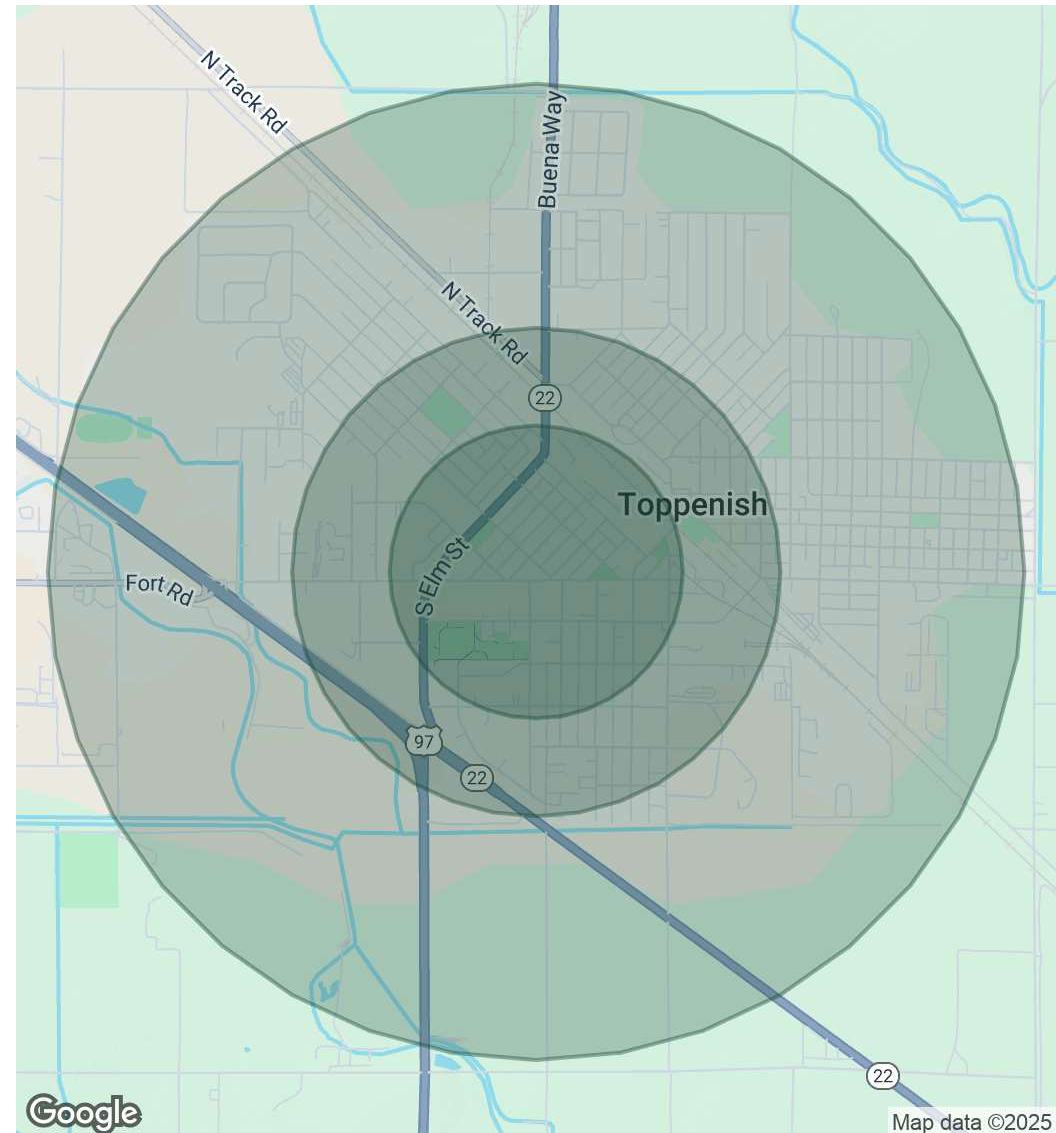 N Track Rd
Buena Way
N Track Rd
22
Toppenish
S Elm St
Fort Rd
97
22
22
Google
Map data ©2025